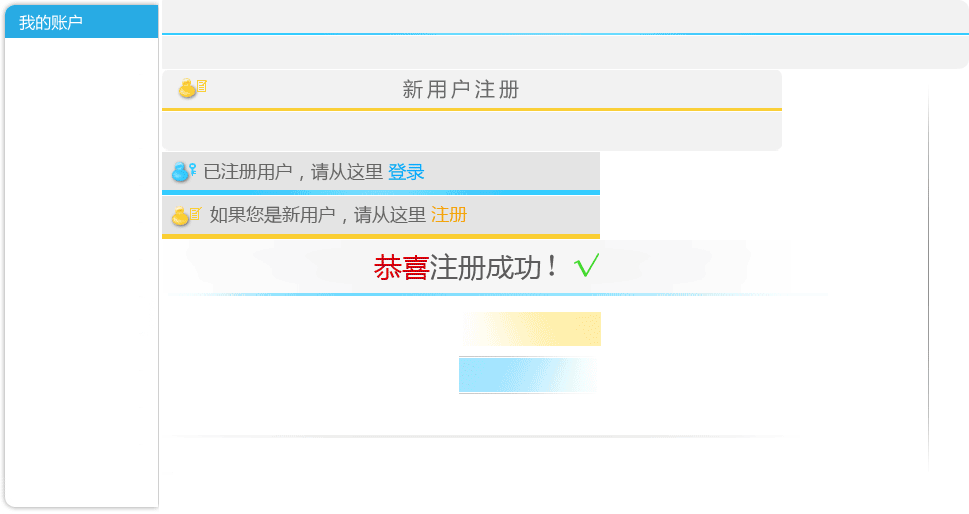 我的账户
新用户注册
已注册用户，请从这里 登录
如果您是新用户，请从这里 注册
恭喜注册成功！√